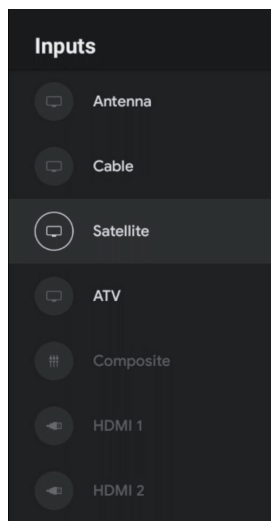 Inputs
Antenna
Cable
Satellite
ATV
Composite
HDMI 1
HDMI 2